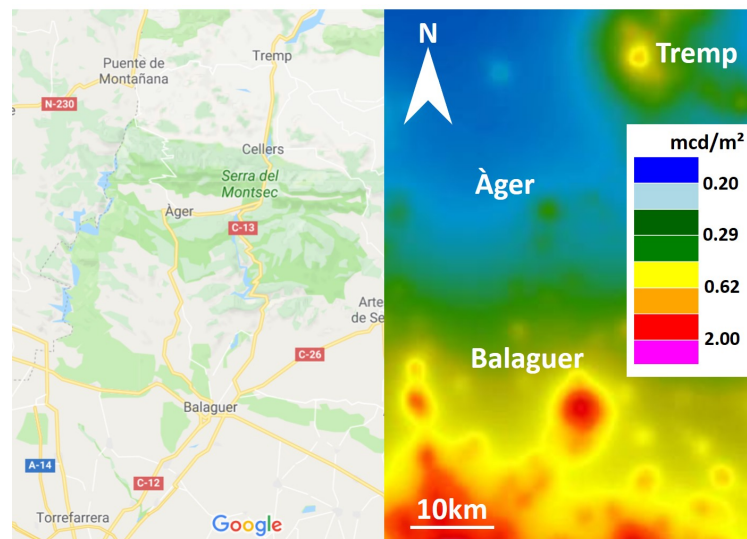 Puente de
Montañana
Tremp
N-230
Cellers
Serra del
Montsec
Àger
C-13
Arte
de Se
C-26
Balaguer
A-14
C-12
Torrefarrera
Google
N
Tremp
mcd/m²
0.20
0.29
0.62
2.00
Àger
Balaguer
10km